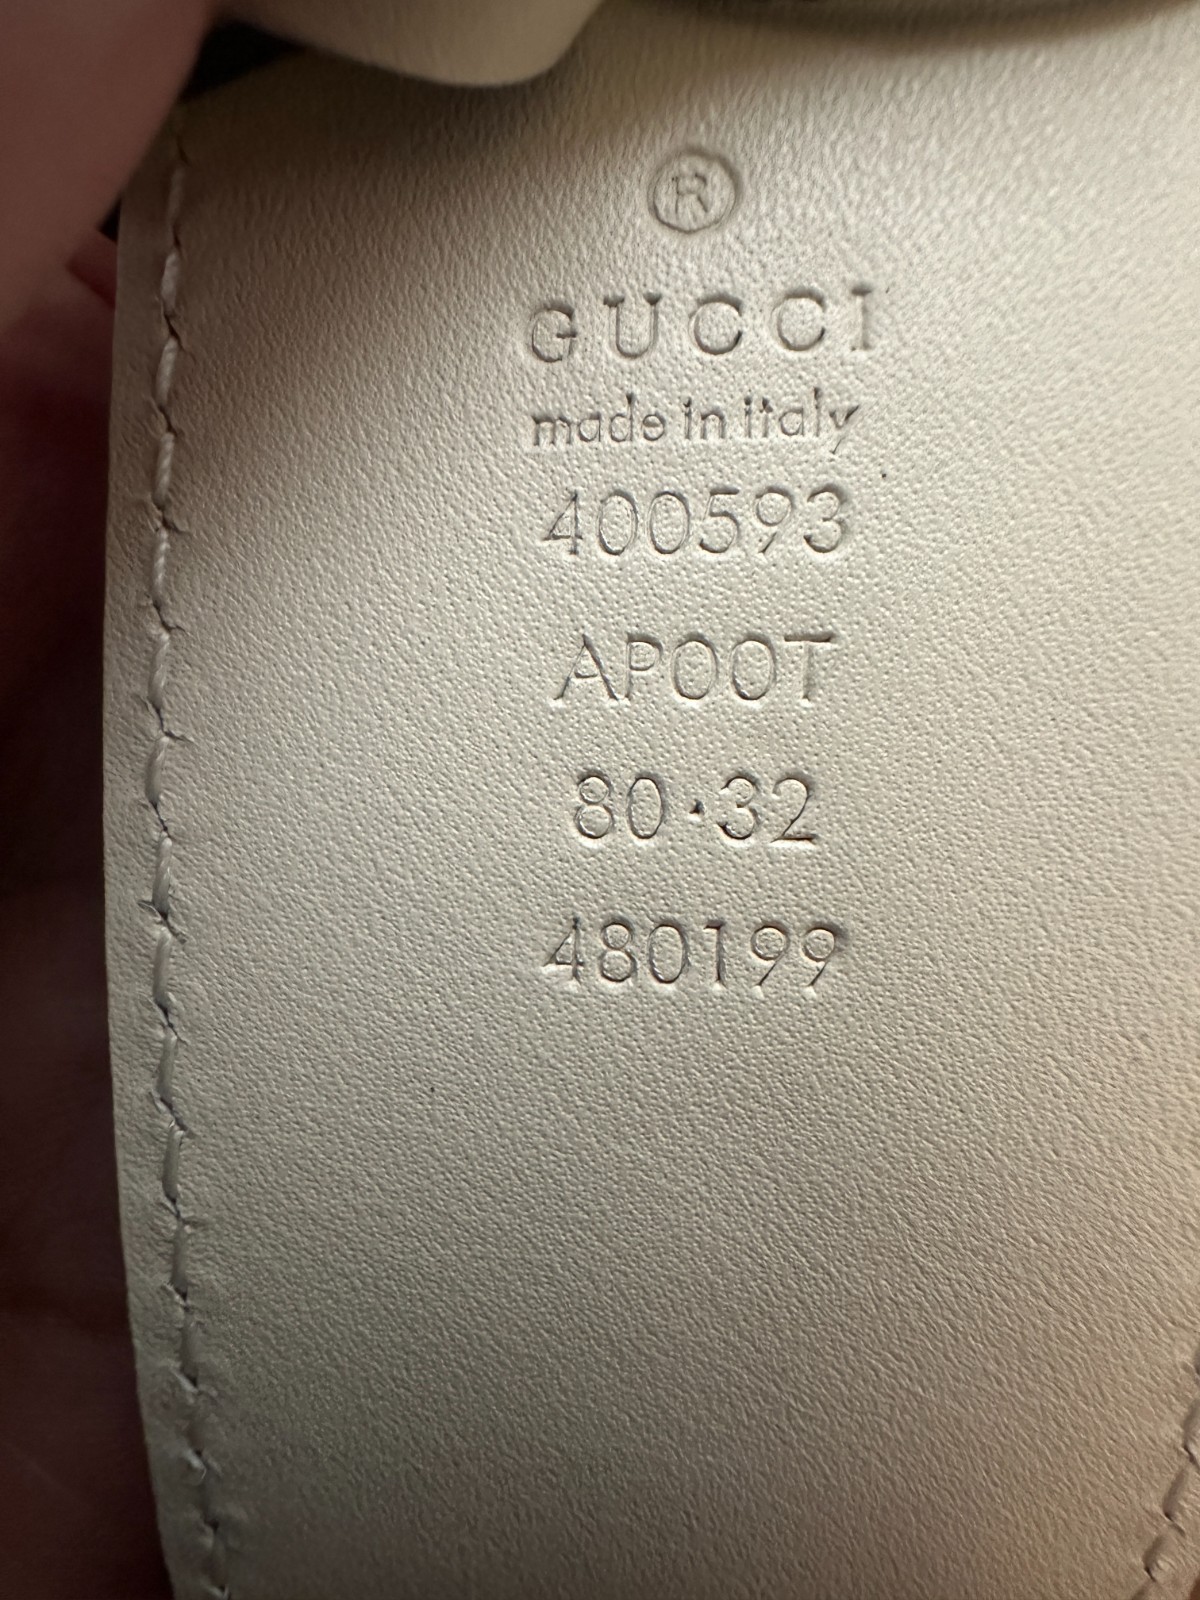 ®
GUCCI
made in italy
400593
AP00T
80·32
480199